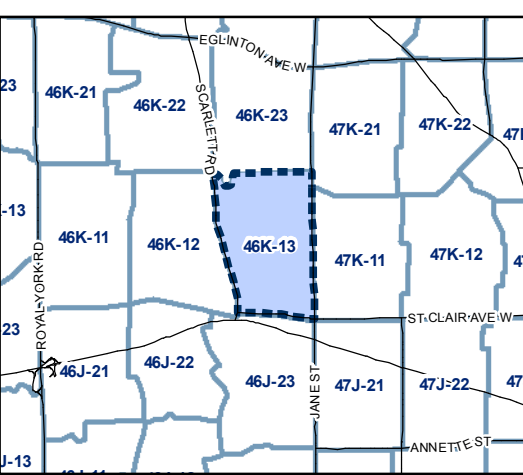 EGLINTON AVE W
23
46K-21
46K-22
46K-23
47K-21
47K-22
SCARLETT RD
-13
46K-11
46K-12
46K-13
47K-11
47K-12
ROYAL YORK RD
ST CLAIR AVE W
23
46J-21
46J-22
46J-23
47J-21
47J-22
47
JANE ST
ANNETTE ST
J-13